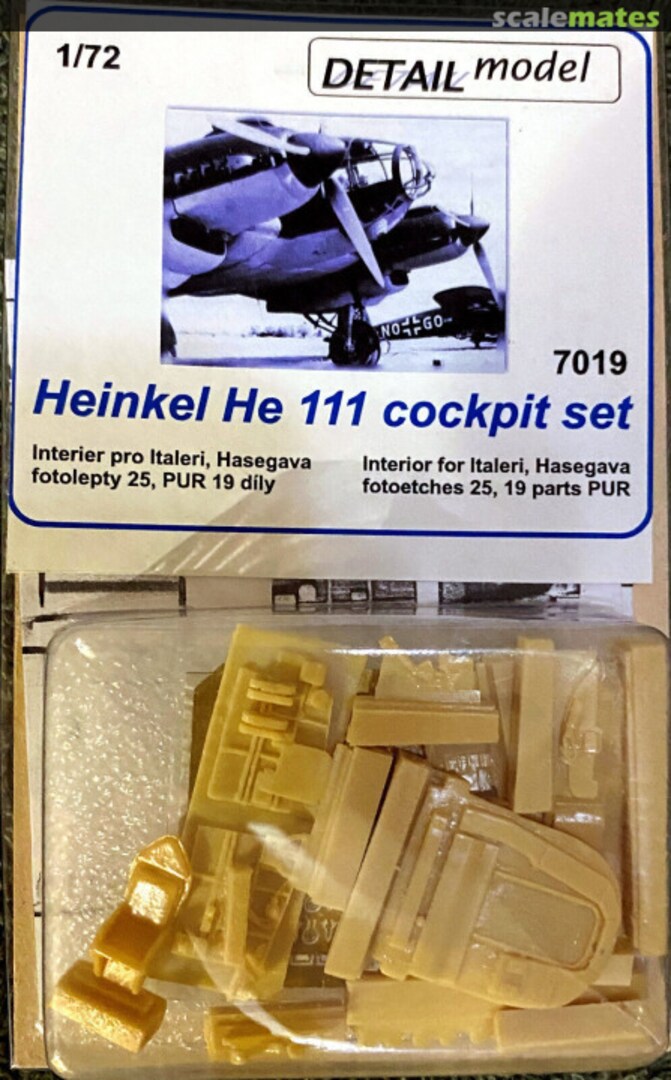 scalemates
1/72
DETAIL model
NO GO
7019
Heinkel He 111 cockpit set
Interier pro Italeri, Hasegava
fotolepty 25, PUR 19 díly
Interior for Italeri, Hasegava
fotoetches 25, 19 parts PUR